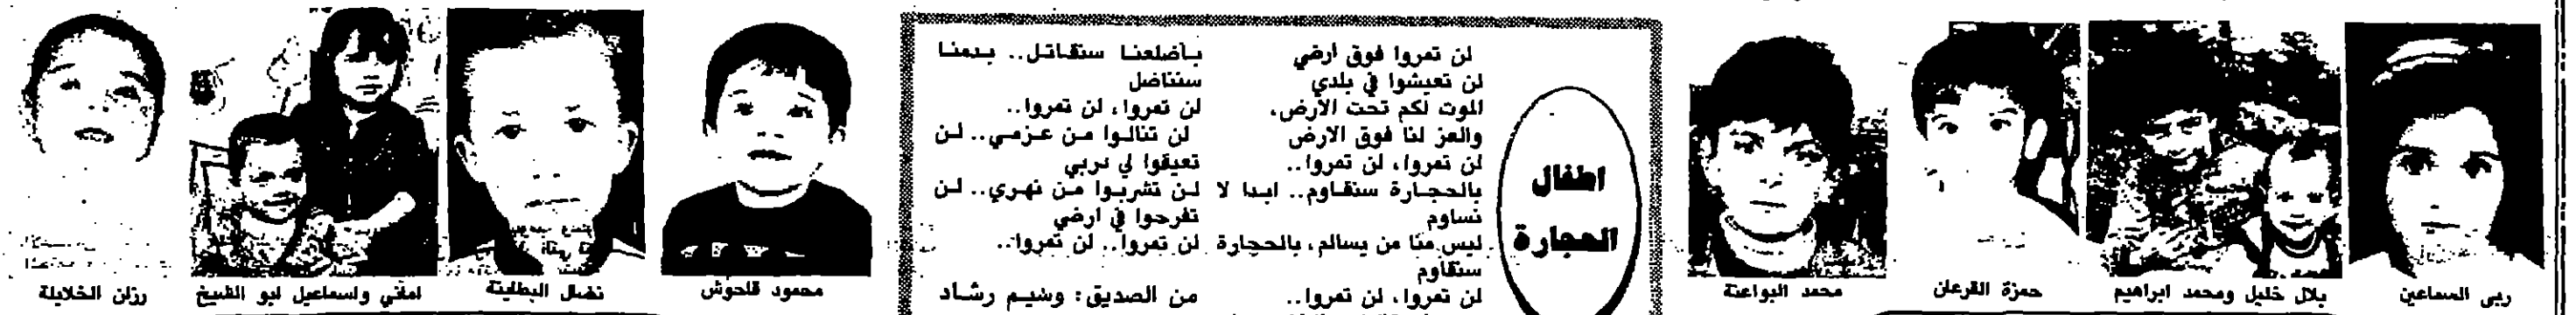 ربى السماعين
بلال خليل ومحمد ابراهيم
حمزة القرعان
محمد البواعنة
اطفال
الحجارة
لن تمروا فوق ارضي
لن تعيشوا في بلدي
الموت لكم تحت الارض،
والعز لنا فوق الارض
لن تمروا، لن تمروا..
بالحجارة سنقاوم.. ابدا لا
نساوم
ليس منا من يسالم، بالحجارة
سنقاوم
لن تمروا، لن تمروا..
بأضلعنا سنقاتل.. بدمنا
سنناضل
لن تمروا، لن تمروا..
لن تنالوا من عزمي.. لن
تعيقوا لي دربي
لن تشربوا من نهري.. لن
تفرحوا في ارضي
لن تمروا.. لن تمروا..
من الصديق: وسيم رشاد
محمود قلحوش
نضال البطاينة
اماني واسماعيل ابو الشيخ
رزان الخلايلة